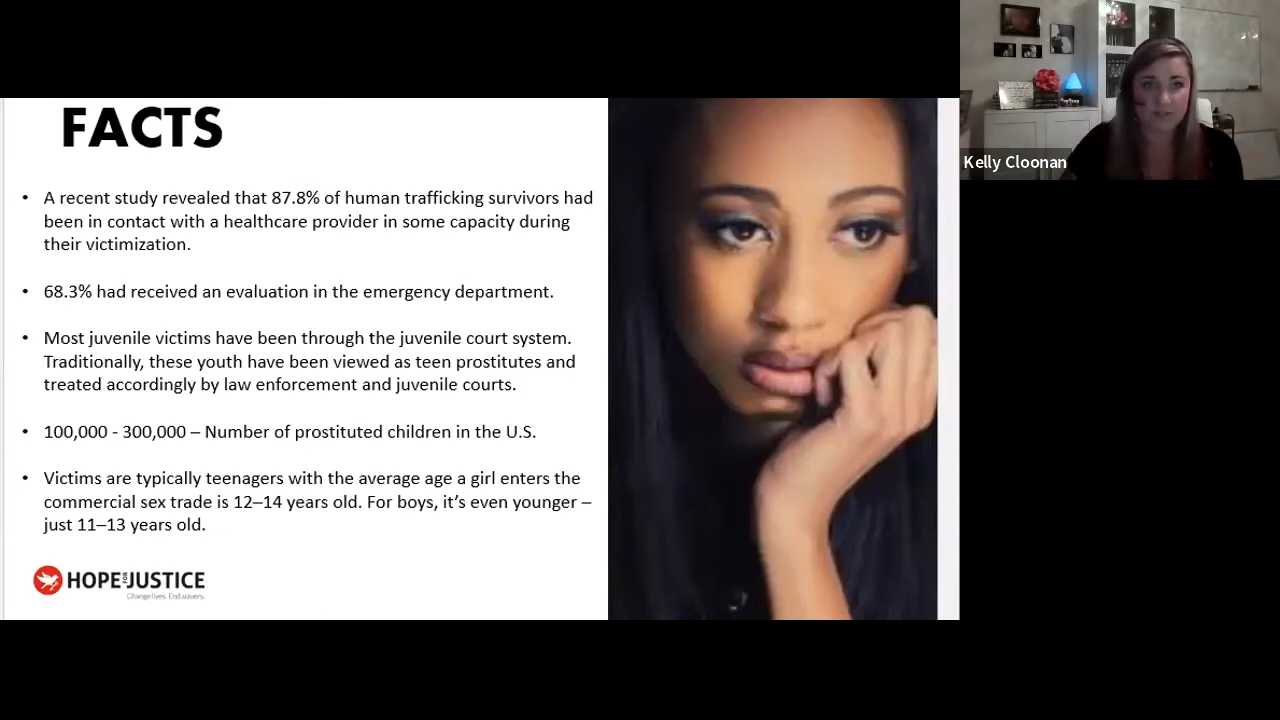 FACTS
• A recent study revealed that 87.8% of human trafficking survivors had
been in contact with a healthcare provider in some capacity during
their victimization.
• 68.3% had received an evaluation in the emergency department.
• Most juvenile victims have been through the juvenile court system.
Traditionally, these youth have been viewed as teen prostitutes and
treated accordingly by law enforcement and juvenile courts.
• 100,000 - 300,000 – Number of prostituted children in the U.S.
• Victims are typically teenagers with the average age a girl enters the
commercial sex trade is 12–14 years old. For boys, it’s even younger –
just 11–13 years old.
HOPE FOR JUSTICE
Change lives. End slavery.
Kelly Cloonan